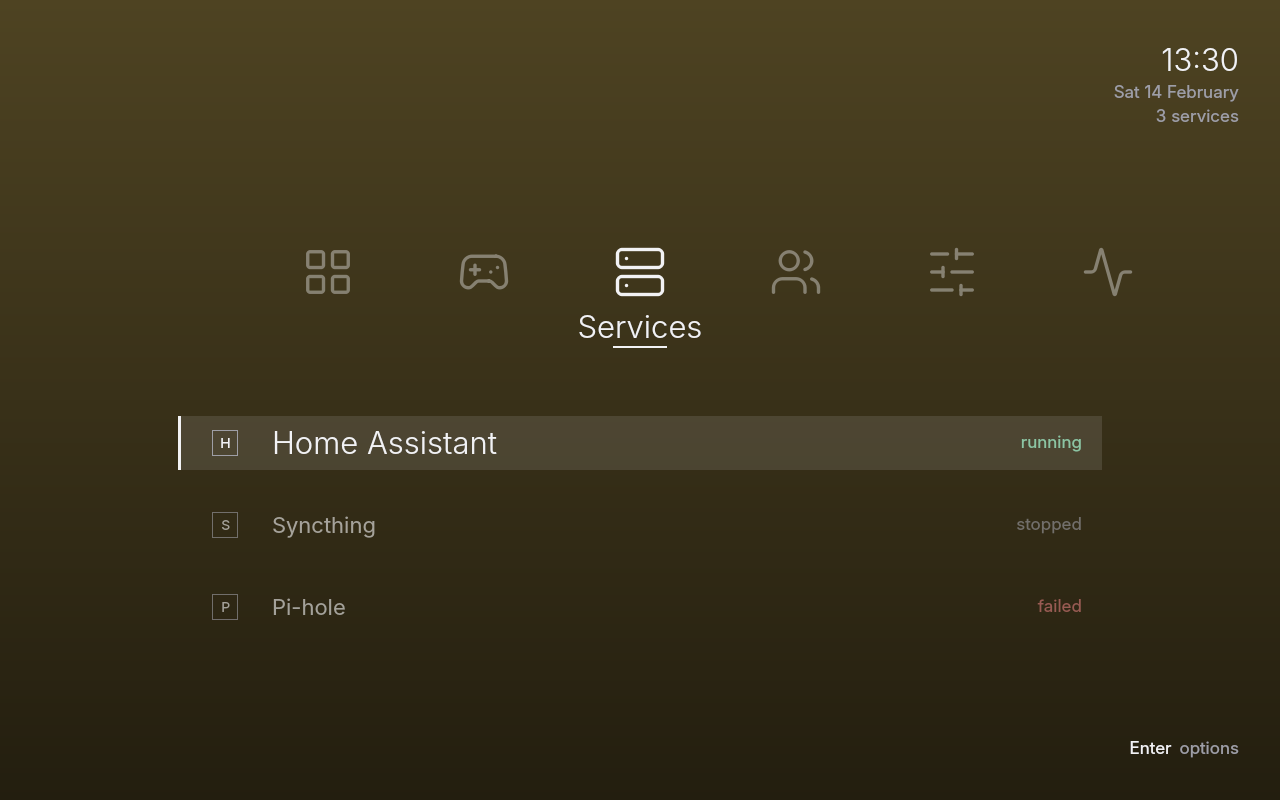 13:30
Sat 14 February
3 services
Services
H Home Assistant running
S Syncthing stopped
P Pi-hole failed
Enter options